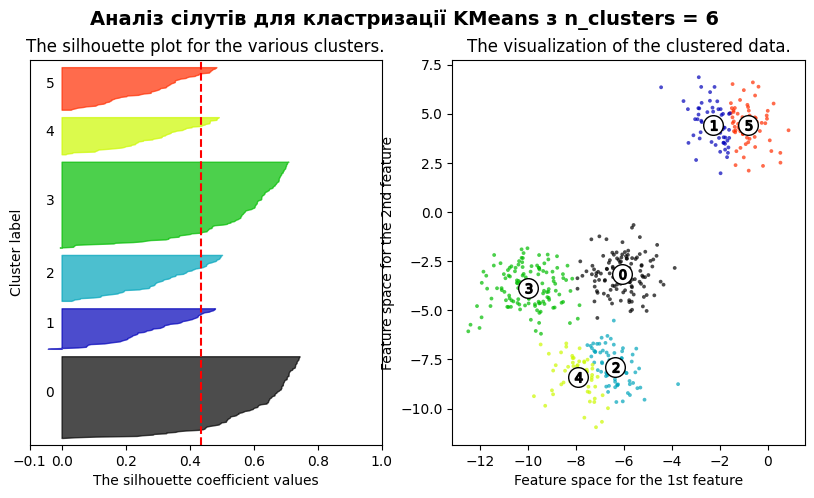 Аналіз сілутів для кластризації KMeans з n_clusters = 6
The silhouette plot for the various clusters.
5
4
3
2
1
0
Cluster label
−0.1 0.0 0.2 0.4 0.6 0.8 1.0
The silhouette coefficient values
The visualization of the clustered data.
7.5
5.0
2.5
0.0
−2.5
−5.0
−7.5
−10.0
Feature space for the 2nd feature
1 5
0
3
2
4
−12 −10 −8 −6 −4 −2 0
Feature space for the 1st feature